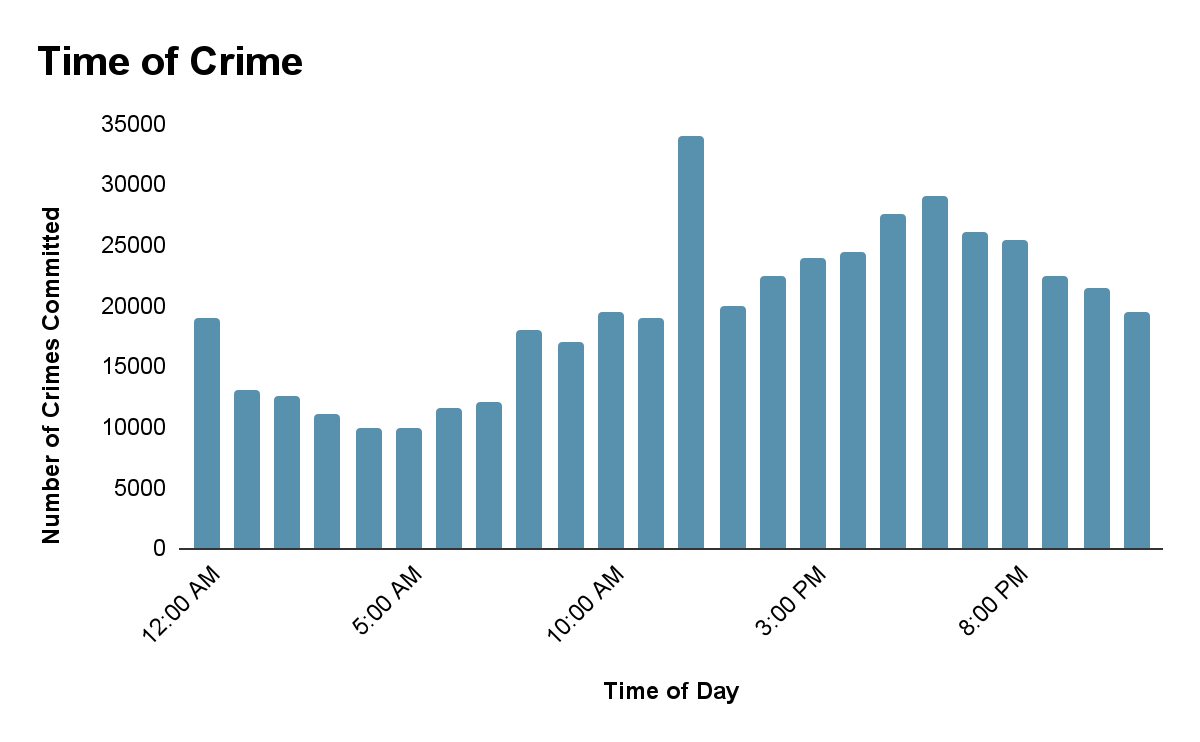 Time of Crime
Number of Crimes Committed
35000
30000
25000
20000
15000
10000
5000
0
12:00 AM
5:00 AM
10:00 AM
3:00 PM
8:00 PM
Time of Day